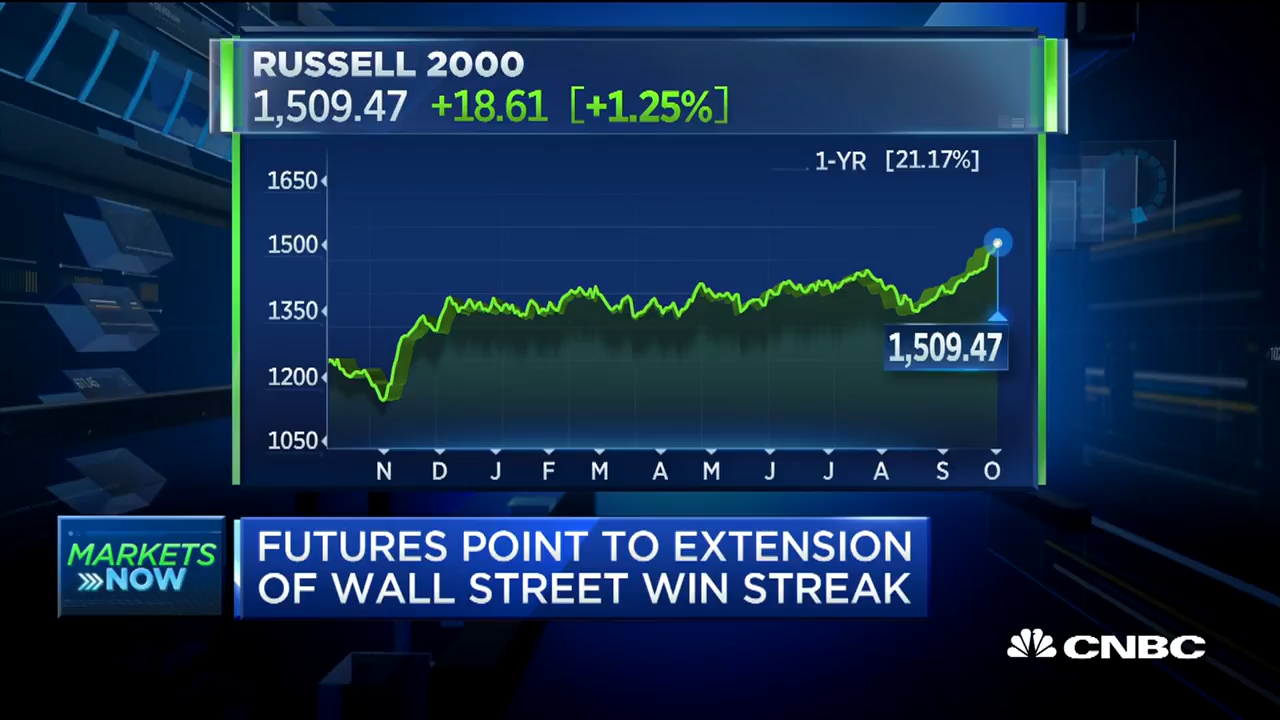 RUSSELL 2000
1,509.47 +18.61 [+1.25%]
1-YR [21.17%]
1650
1500
1350
1200
1050
1,509.47
N D J F M A M J J A S O
MARKETS
NOW
FUTURES POINT TO EXTENSION
OF WALL STREET WIN STREAK
CNBC